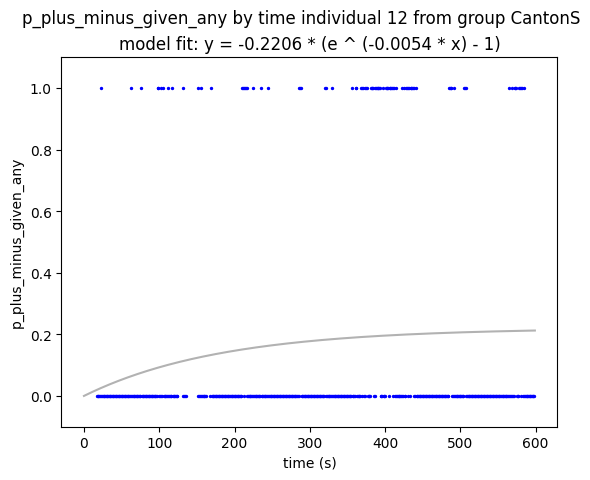 p_plus_minus_given_any by time individual 12 from group CantonS
model fit: y = -0.2206 * (e ^ (-0.0054 * x) - 1)
1.0
0.8
0.6
0.4
0.2
0.0
p_plus_minus_given_any
0 100 200 300 400 500 600
time (s)